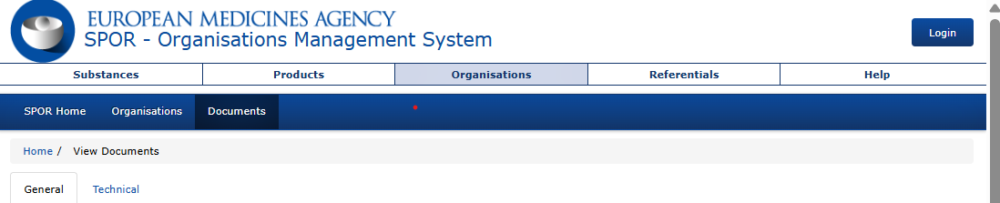 EUROPEAN MEDICINES AGENCY
SPOR - Organisations Management System
Login
Substances Products Organisations Referentials Help
SPOR Home Organisations Documents
Home / View Documents
General Technical